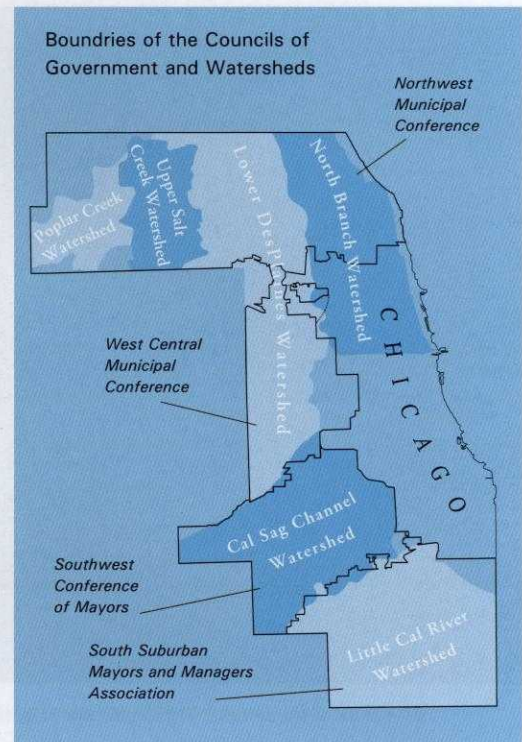 Boundries of the Councils of
Government and Watersheds
Northwest
Municipal
Conference
Poplar Creek
Watershed
Upper Salt
Creek Watershed
Lower DesPlaines Watershed
North Branch Watershed
CHICAGO
West Central
Municipal
Conference
Cal Sag Channel
Watershed
Southwest
Conference
of Mayors
South Suburban
Mayors and Managers
Association
Little Cal River
Watershed